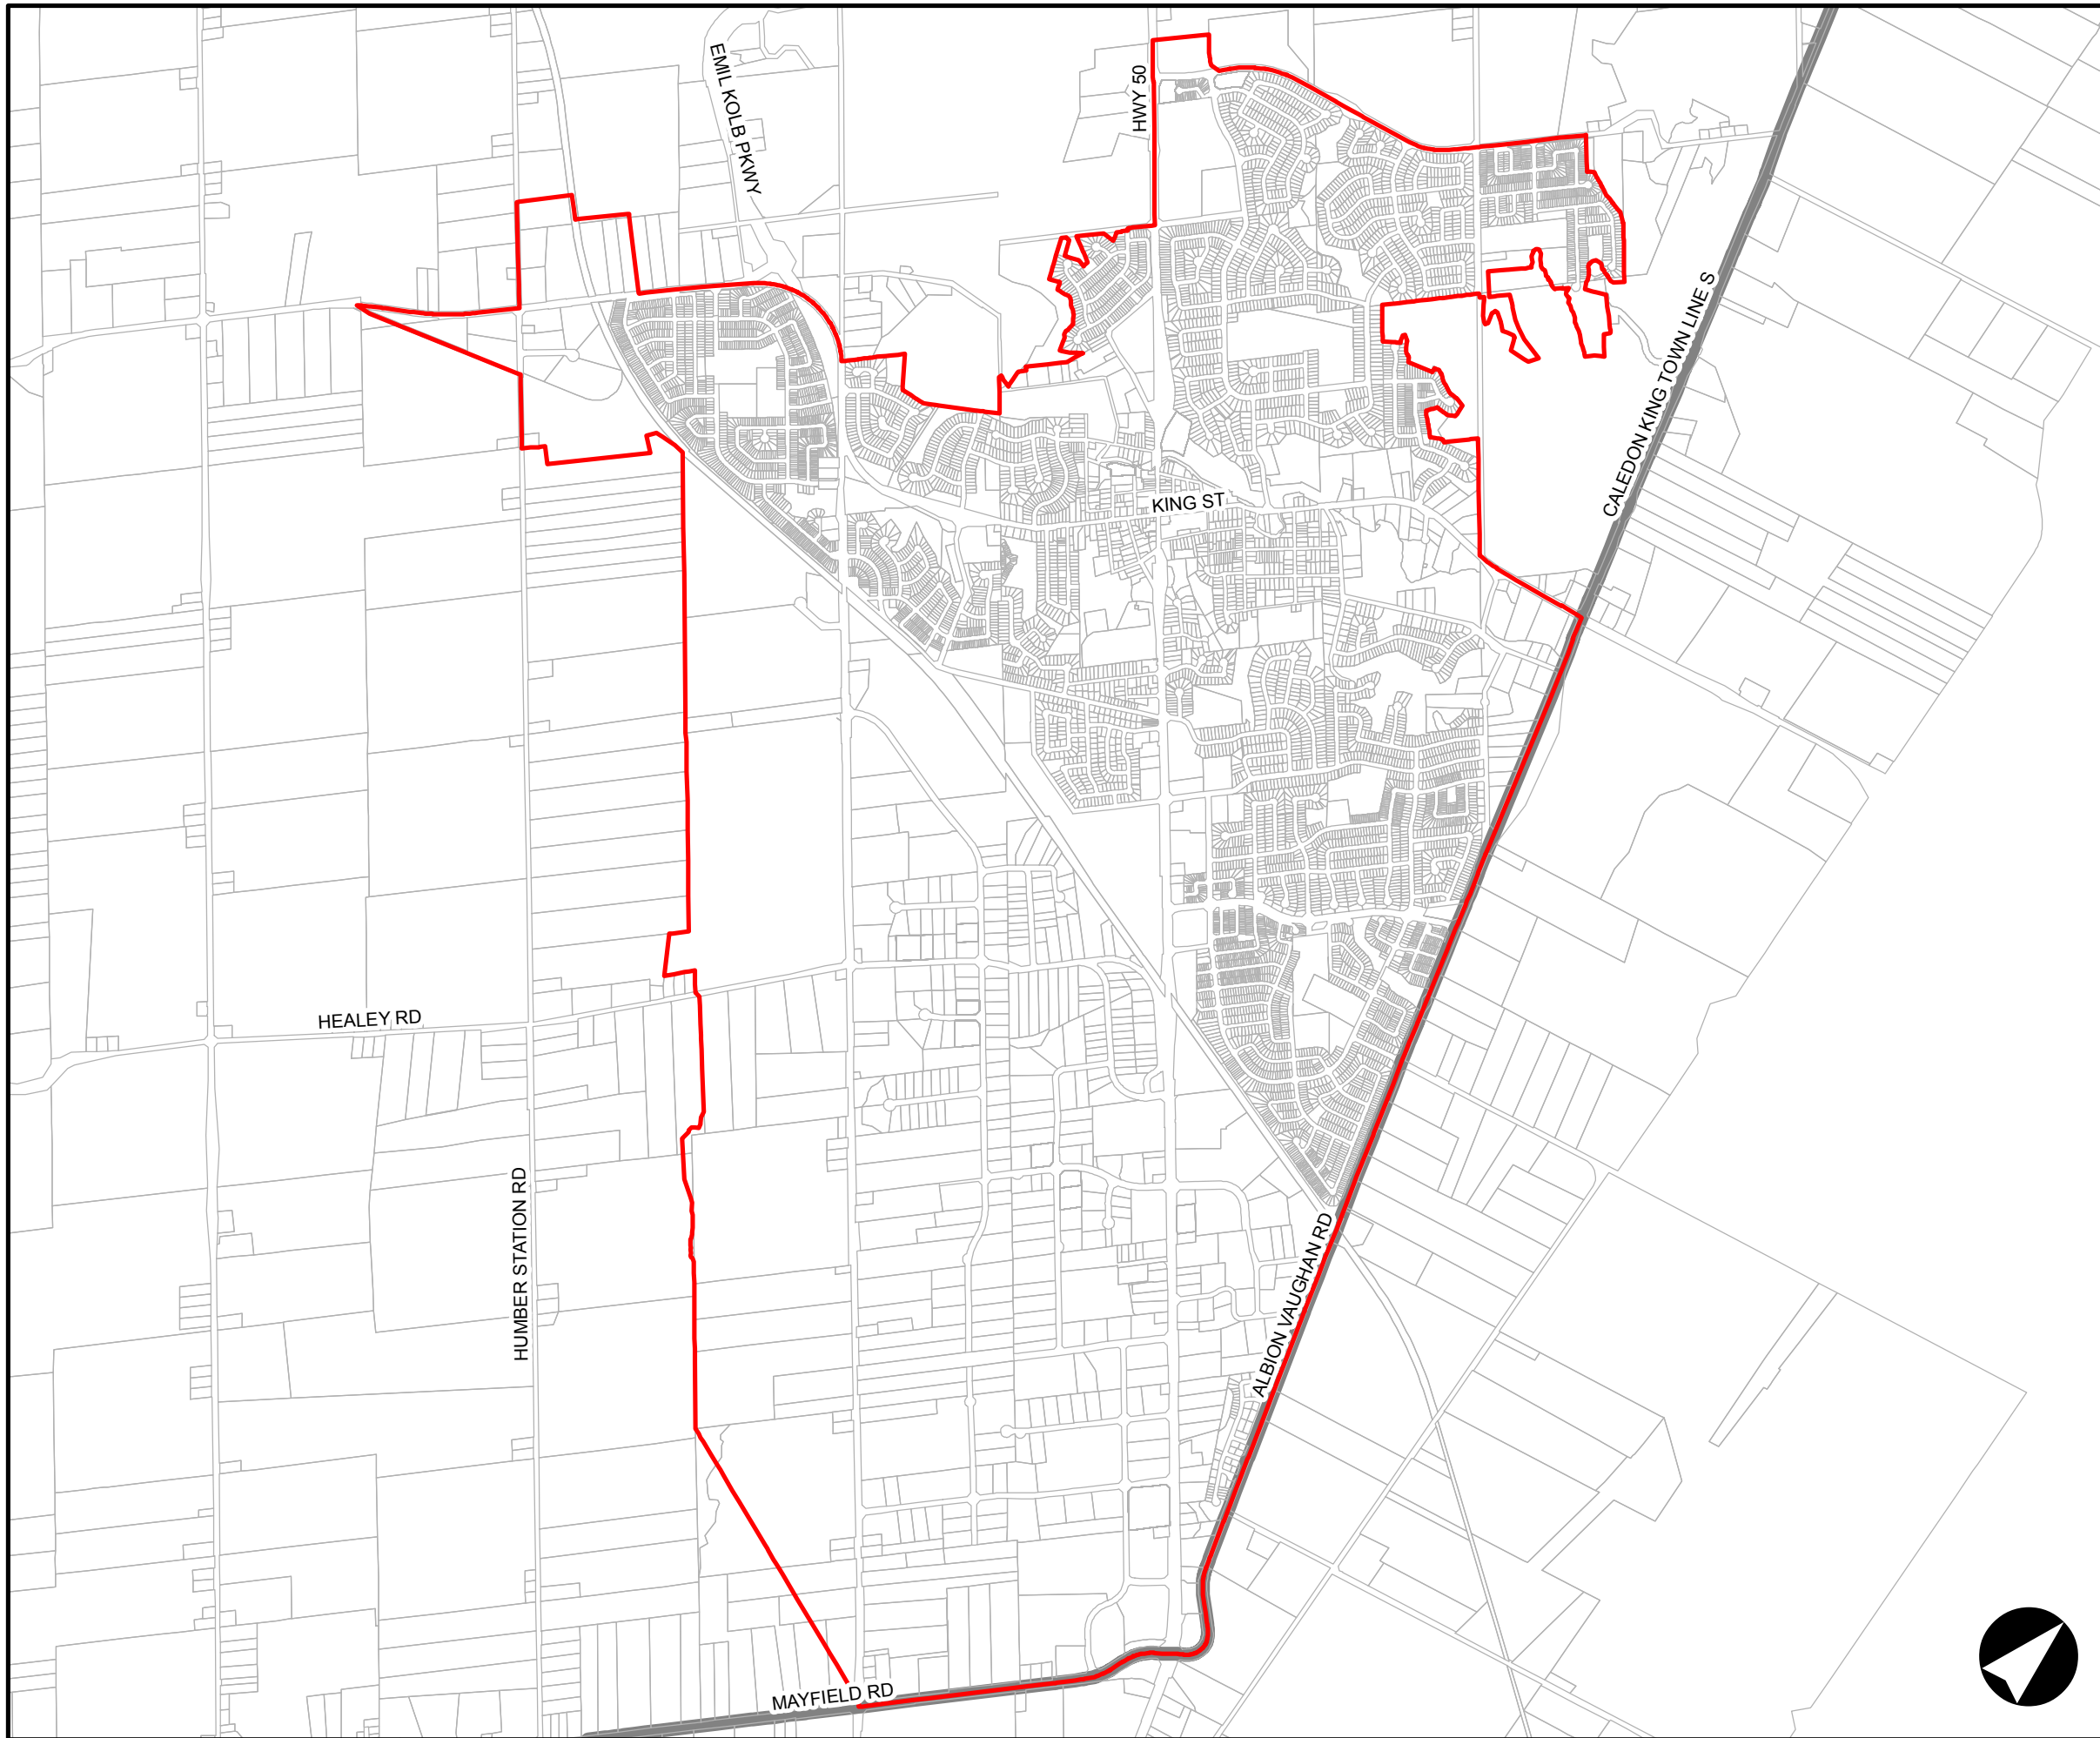 EMIL KOLB PKWY
HWY 50
CALEDON KING TOWN LINE S
KING ST
HEALEY RD
HUMBER STATION RD
ALBION VAUGHAN RD
MAYFIELD RD